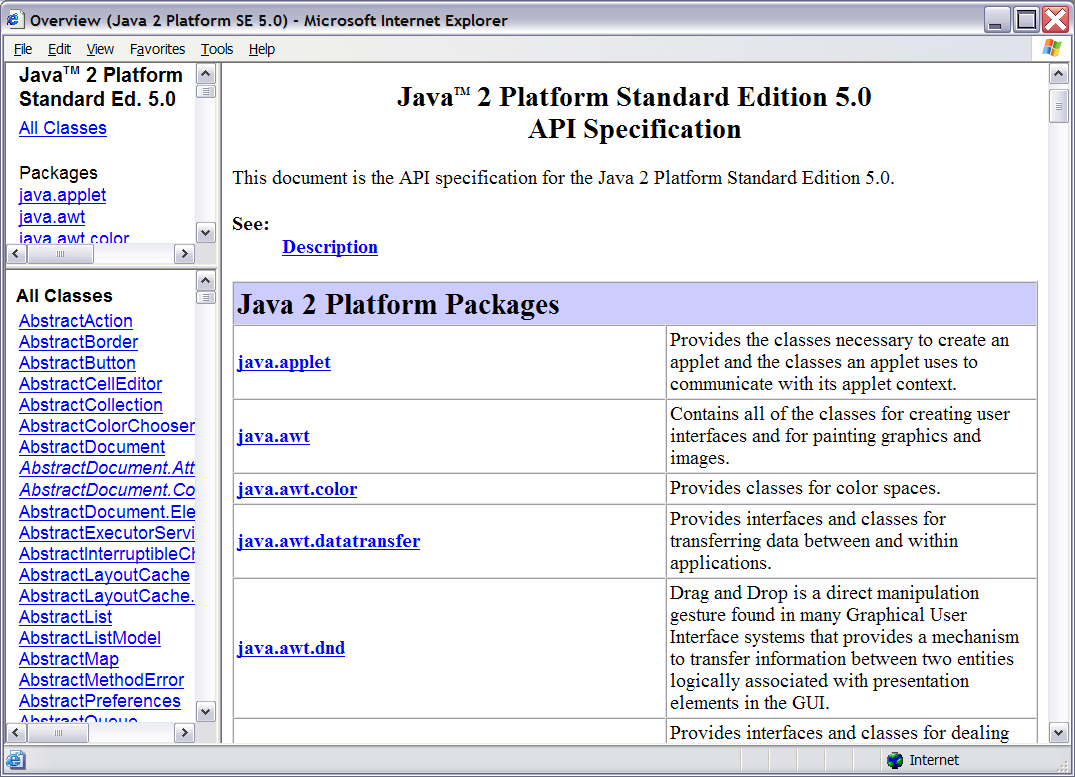 Overview (Java 2 Platform SE 5.0) - Microsoft Internet Explorer
File Edit View Favorites Tools Help
Java™ 2 Platform
Standard Ed. 5.0
All Classes
Packages
java.applet
java.awt
java.awt.color
All Classes
AbstractAction
AbstractBorder
AbstractButton
AbstractCellEditor
AbstractCollection
AbstractColorChooser
AbstractDocument
AbstractDocument.Att
AbstractDocument.Co
AbstractDocument.Ele
AbstractExecutorServi
AbstractInterruptibleCh
AbstractLayoutCache
AbstractLayoutCache.
AbstractList
AbstractListModel
AbstractMap
AbstractMethodError
AbstractPreferences
AbstractQueue
Java™ 2 Platform Standard Edition 5.0
API Specification
This document is the API specification for the Java 2 Platform Standard Edition 5.0.
See:
Description
Java 2 Platform Packages
java.applet
Provides the classes necessary to create an
applet and the classes an applet uses to
communicate with its applet context.
java.awt
Contains all of the classes for creating user
interfaces and for painting graphics and
images.
java.awt.color
Provides classes for color spaces.
java.awt.datatransfer
Provides interfaces and classes for
transferring data between and within
applications.
java.awt.dnd
Drag and Drop is a direct manipulation
gesture found in many Graphical User
Interface systems that provides a mechanism
to transfer information between two entities
logically associated with presentation
elements in the GUI.
Provides interfaces and classes for dealing
Internet